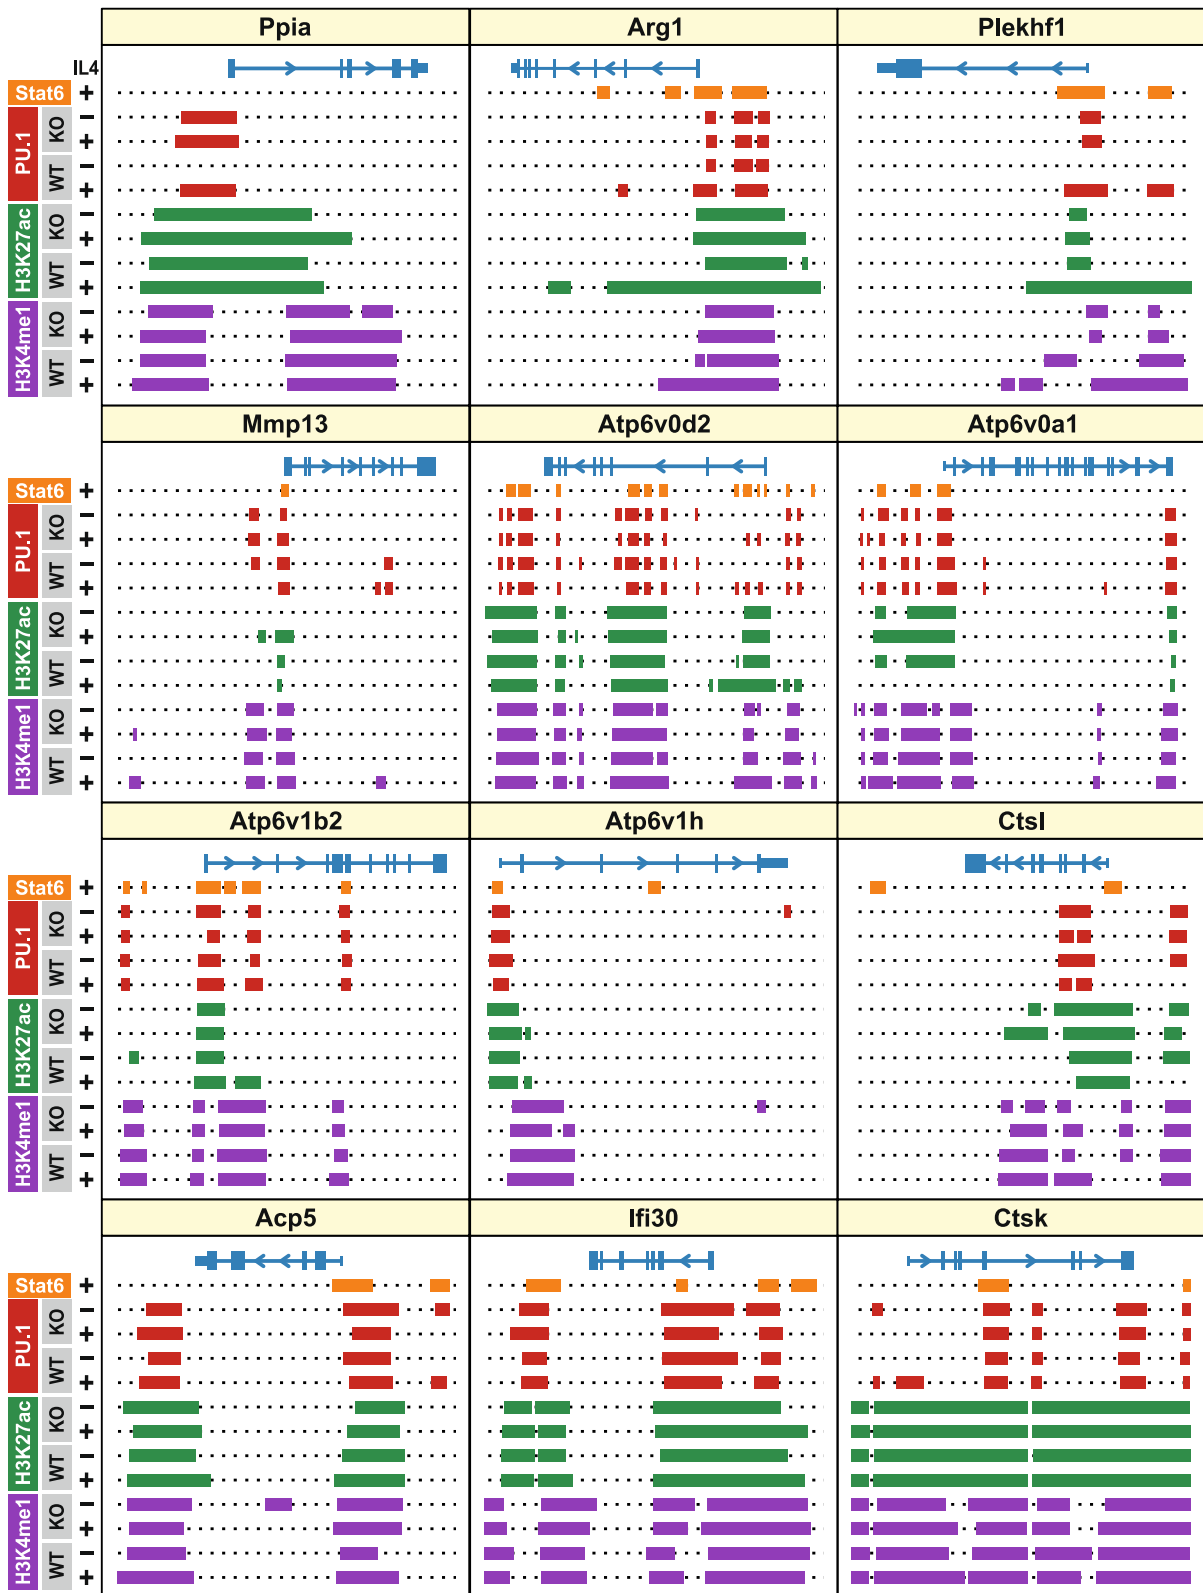 Ppia Arg1 Plekhf1
IL4
Stat6 +
PU.1 KO −
+
WT −
+
H3K27ac KO −
+
WT −
+
H3K4me1 KO −
+
WT −
+
Mmp13 Atp6v0d2 Atp6v0a1
Stat6 +
PU.1 KO −
+
WT −
+
H3K27ac KO −
+
WT −
+
H3K4me1 KO −
+
WT −
+
Atp6v1b2 Atp6v1h Ctsl
Stat6 +
PU.1 KO −
+
WT −
+
H3K27ac KO −
+
WT −
+
H3K4me1 KO −
+
WT −
+
Acp5 Ifi30 Ctsk
Stat6 +
PU.1 KO −
+
WT −
+
H3K27ac KO −
+
WT −
+
H3K4me1 KO −
+
WT −
+